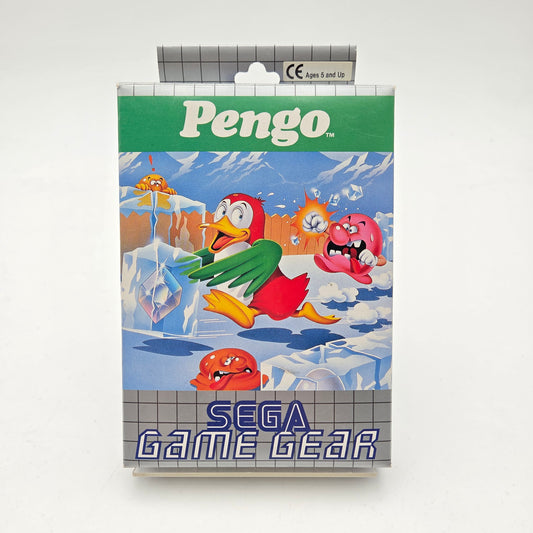 CE Ages 5 and Up
Pengo™
SEGA
GAME GEAR